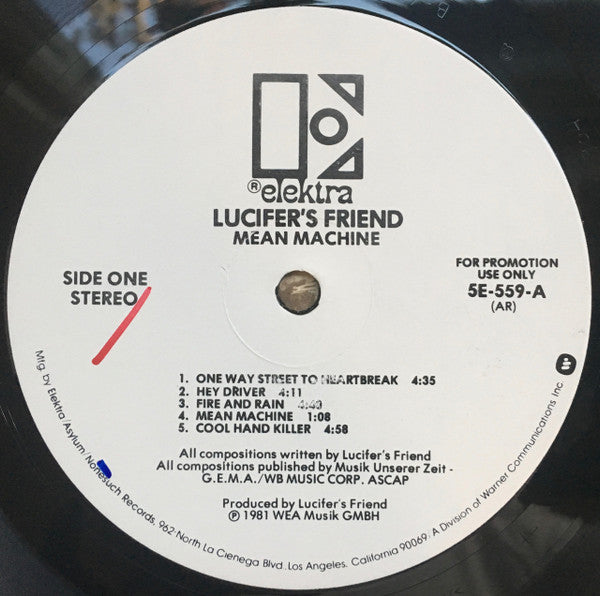 ® elektra
LUCIFER'S FRIEND
MEAN MACHINE
SIDE ONE
STEREO
FOR PROMOTION
USE ONLY
5E-559-A
(AR)
1. ONE WAY STREET TO HEARTBREAK 4:35
2. HEY DRIVER 4:11
3. FIRE AND RAIN
4. MEAN MACHINE 1:08
5. COOL HAND KILLER 4:58
All compositions written by Lucifer's Friend
All compositions published by Musik Unserer Zeit -
G.E.M.A./WB MUSIC CORP. ASCAP
Produced by Lucifer's Friend
℗ 1981 WEA Musik GMBH
Mfg. by Elektra/Asylum/Nonesuch Records, 962 North La Cienega Blvd. Los Angeles, California 90069. A Division of Warner Communications Inc